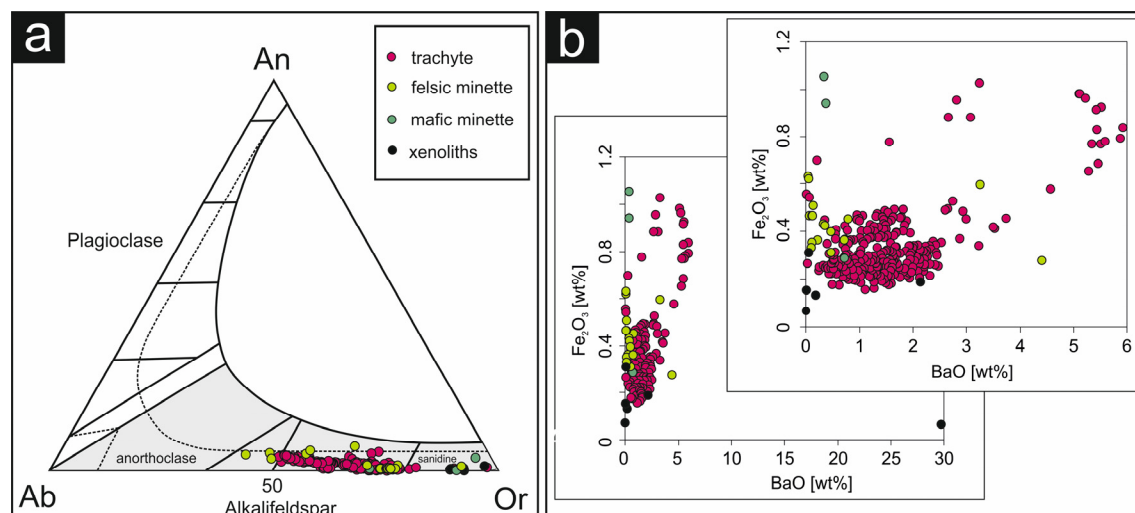 a
An
trachyte
felsic minette
mafic minette
xenoliths
Plagioclase
anorthoclase
sanidine
Ab
50
Or
Alkalifeldspar
b
1.2
0.8
0.4
0
Fe₂O₃ [wt%]
0 1 2 3 4 5 6
BaO [wt%]
1.2
0.8
0.4
0
Fe₂O₃ [wt%]
0 5 10 15 20 25 30
BaO [wt%]